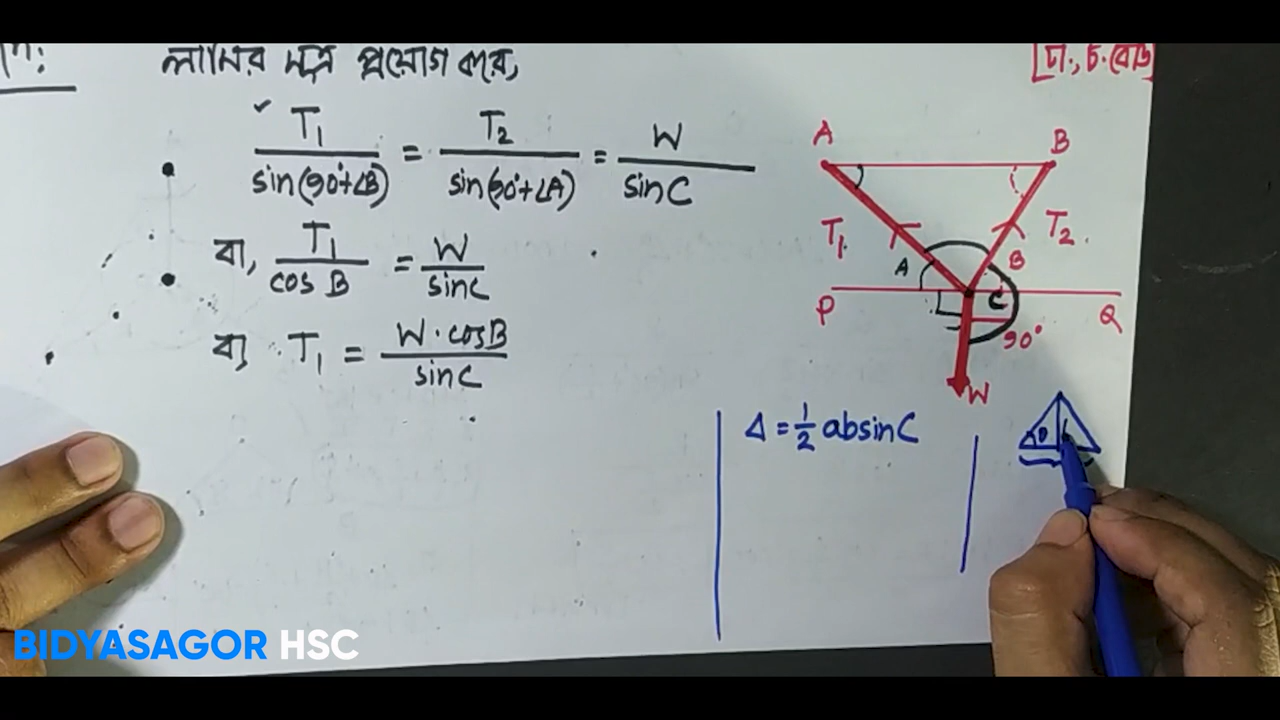 লামির সূত্র প্রয়োগ করে,
[ঢা., চ. বোর্ড]
T₁/sin(90°+∠B) = T₂/sin(90°+∠A) = W/sinC
বা, T₁/cos B = W/sinC
বা, T₁ = W·cosB/sinC
A B
T₁ T₂
A B
P C Q
90°
W
Δ = 1/2 absinC
BIDYASAGOR HSC